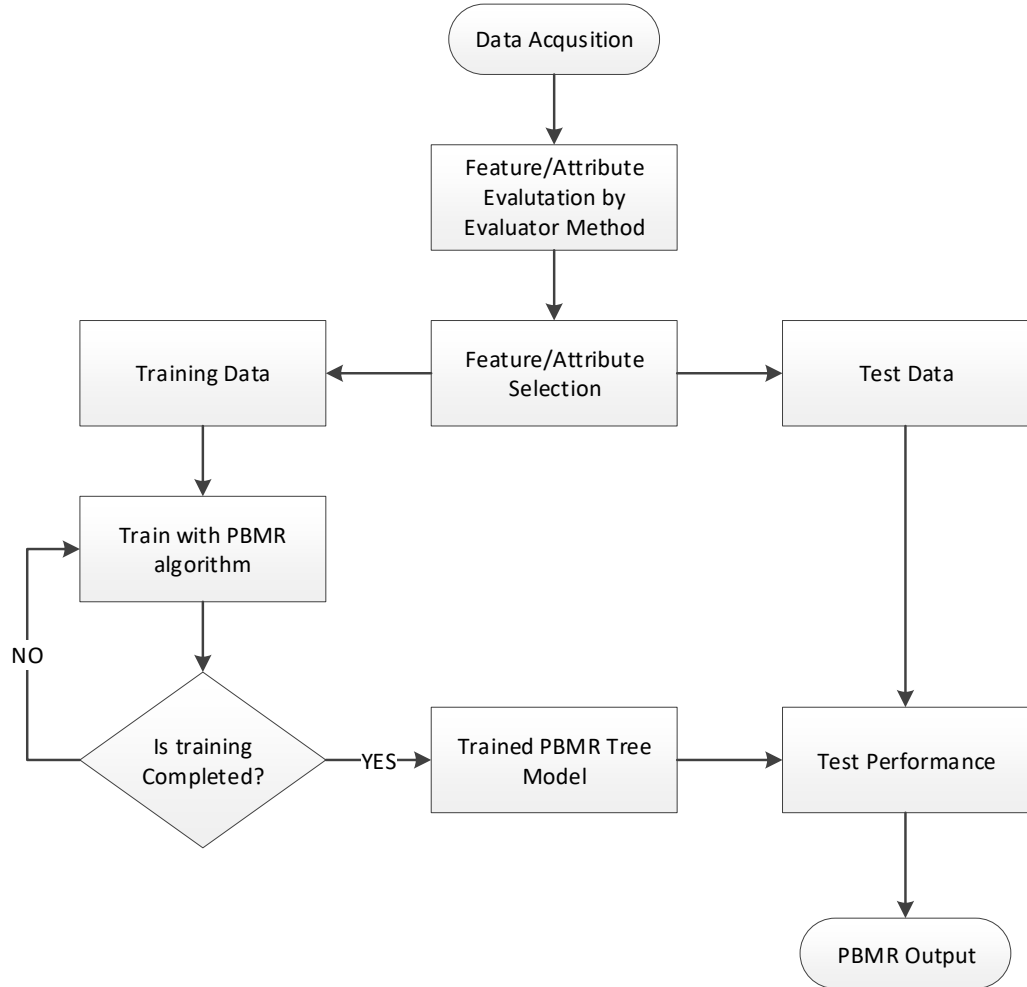 Data Acqusition
Feature/Attribute
Evalutation by
Evaluator Method
Training Data
Feature/Attribute
Selection
Test Data
Train with PBMR
algorithm
NO
Is training
Completed?
YES
Trained PBMR Tree
Model
Test Performance
PBMR Output